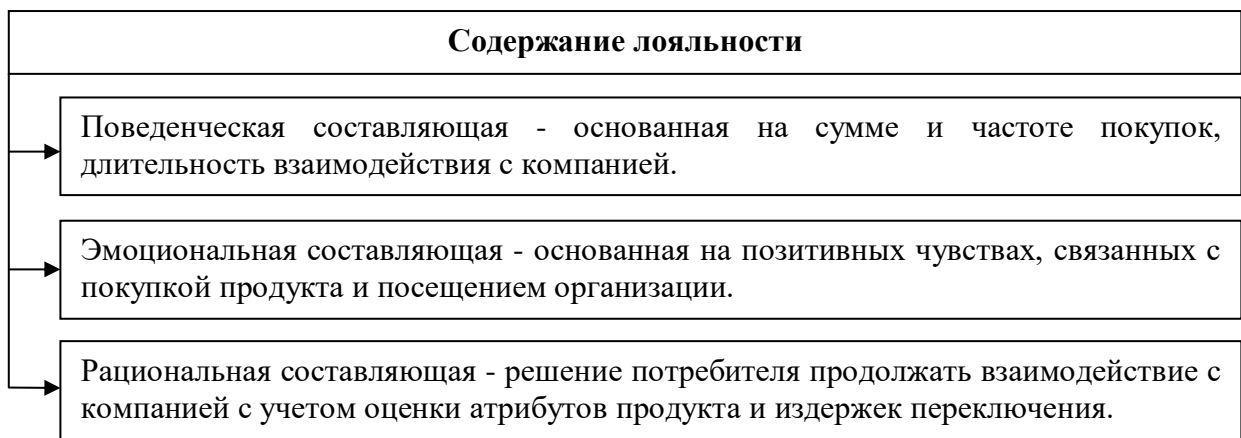 Содержание лояльности
Поведенческая составляющая - основанная на сумме и частоте покупок,
длительность взаимодействия с компанией.
Эмоциональная составляющая - основанная на позитивных чувствах, связанных с
покупкой продукта и посещением организации.
Рациональная составляющая - решение потребителя продолжать взаимодействие с
компанией с учетом оценки атрибутов продукта и издержек переключения.